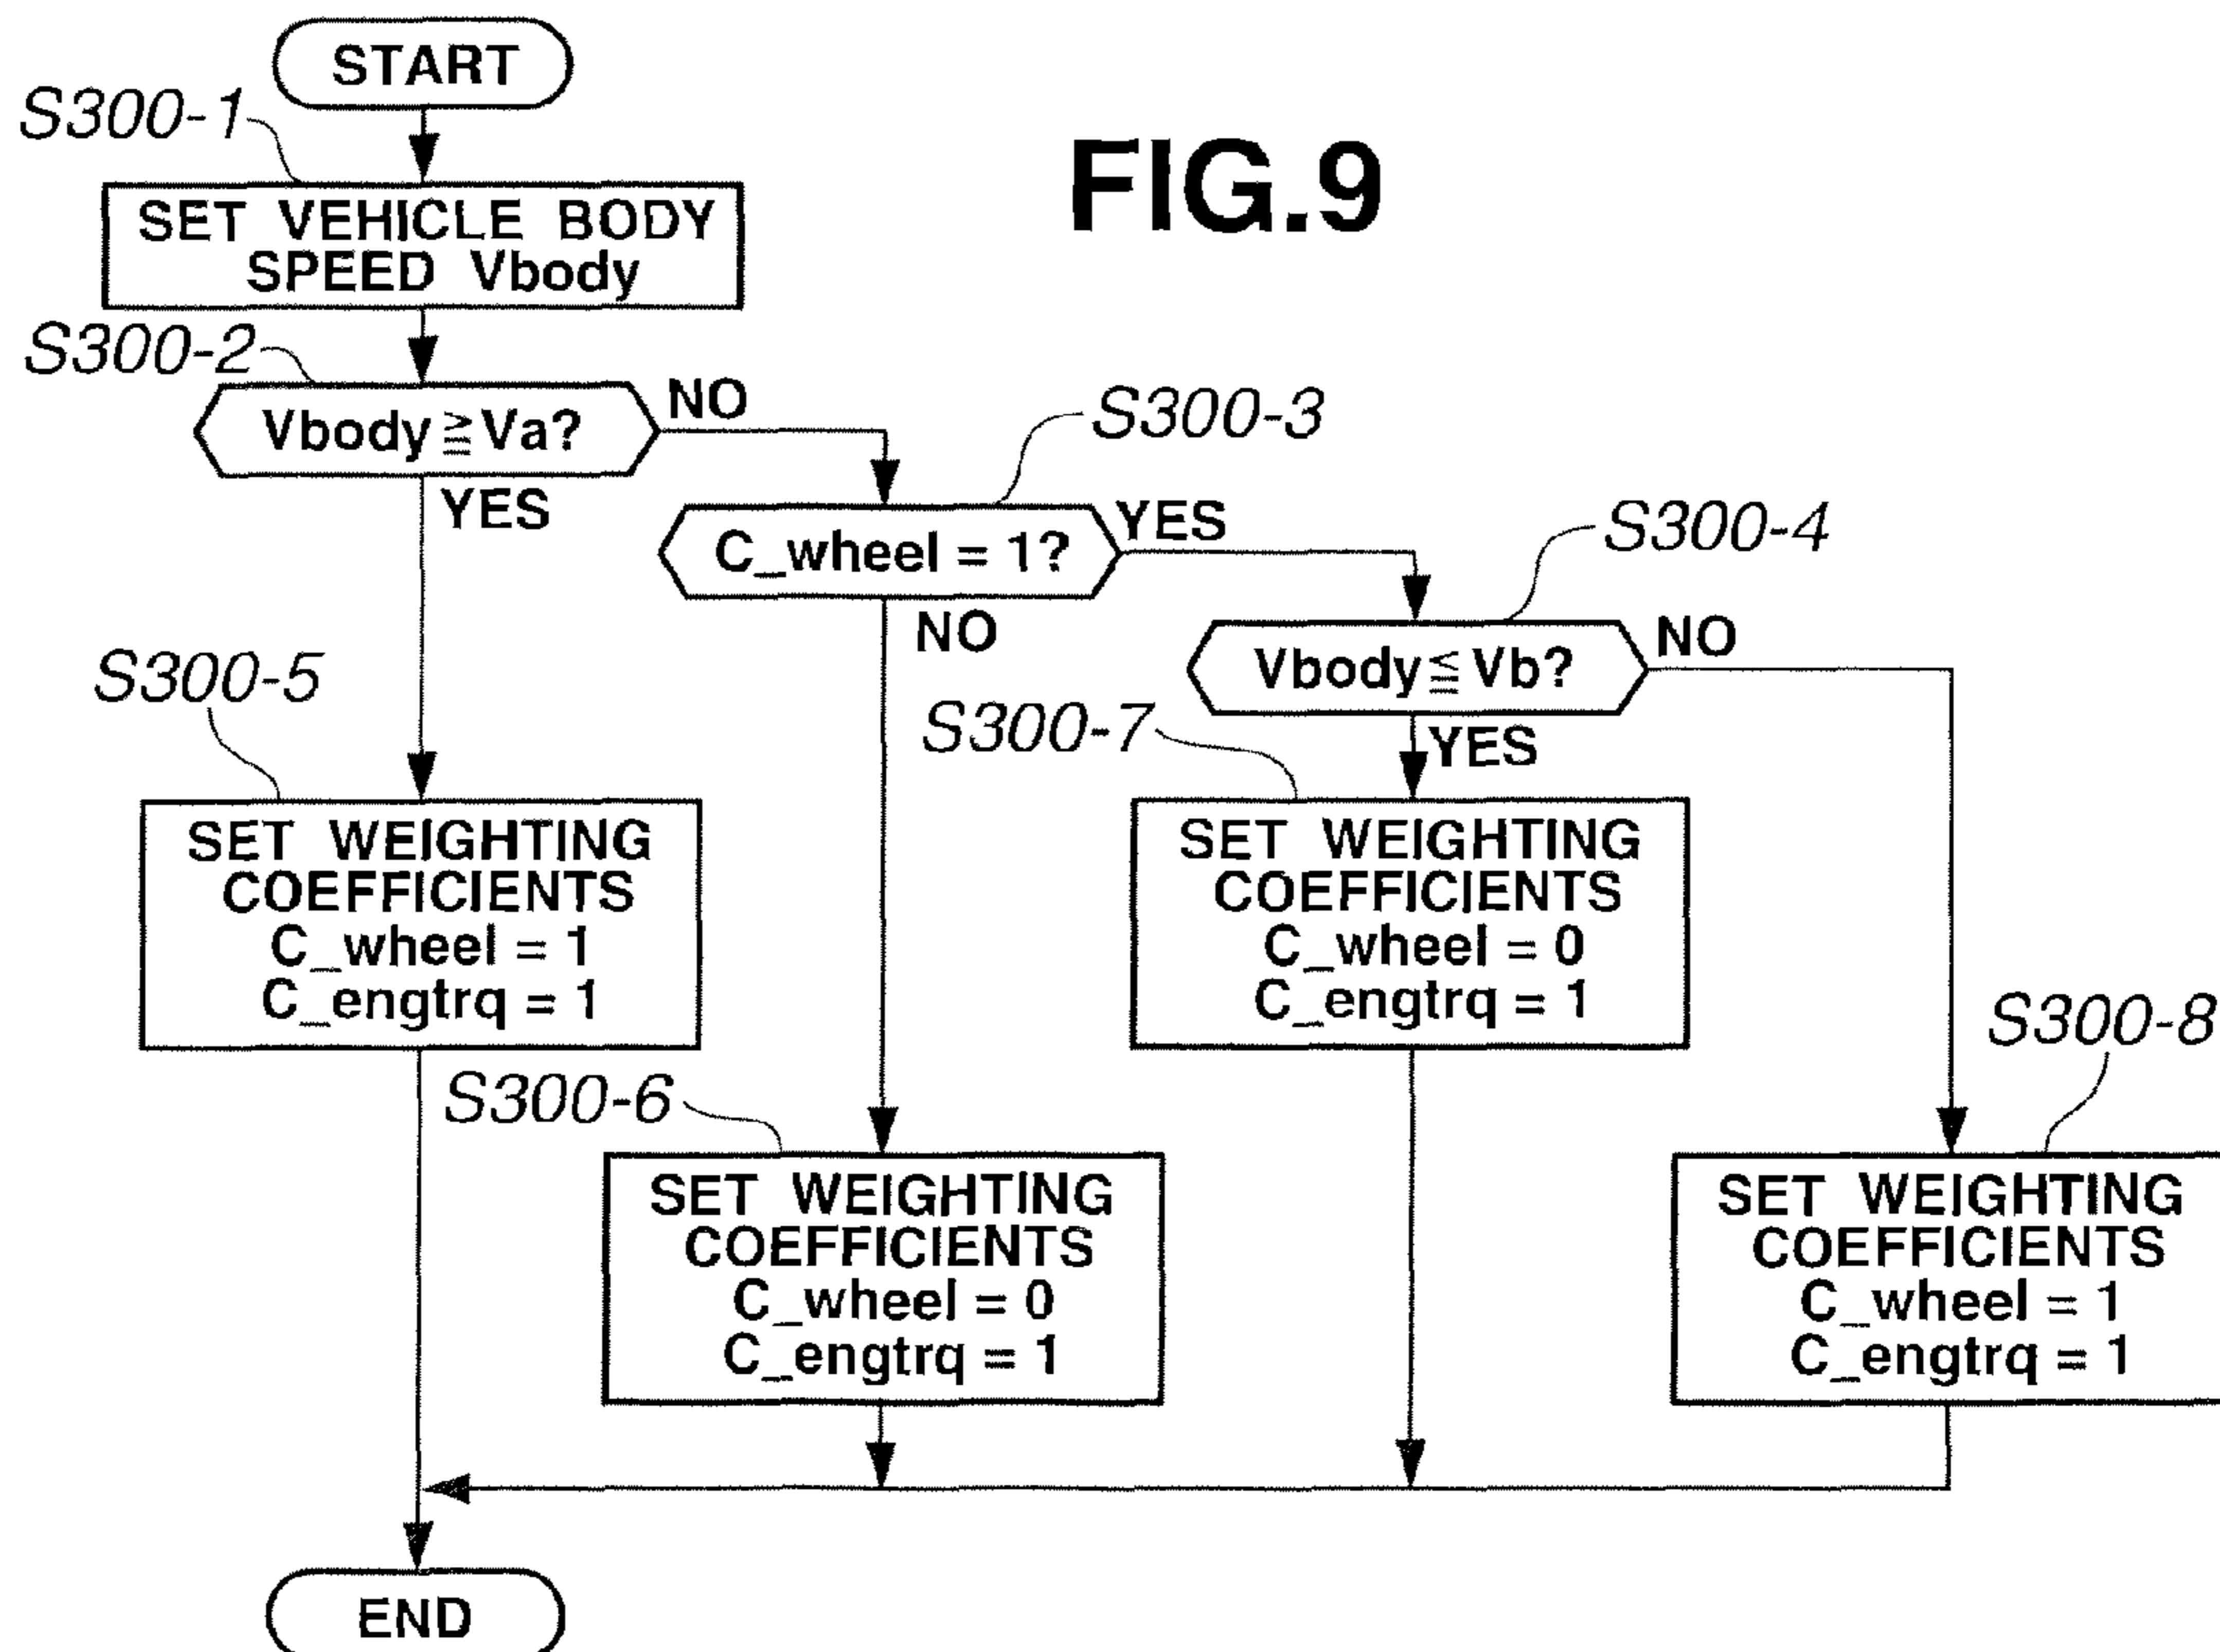 START
S300-1
FIG.9
SET VEHICLE BODY
SPEED Vbody
S300-2
Vbody ≧ Va?
NO
YES
S300-3
C_wheel = 1?
YES
NO
S300-4
Vbody ≦ Vb?
NO
YES
S300-5
SET WEIGHTING
COEFFICIENTS
C_wheel = 1
C_engtrq = 1
S300-7
SET WEIGHTING
COEFFICIENTS
C_wheel = 0
C_engtrq = 1
S300-6
SET WEIGHTING
COEFFICIENTS
C_wheel = 0
C_engtrq = 1
S300-8
SET WEIGHTING
COEFFICIENTS
C_wheel = 1
C_engtrq = 1
END